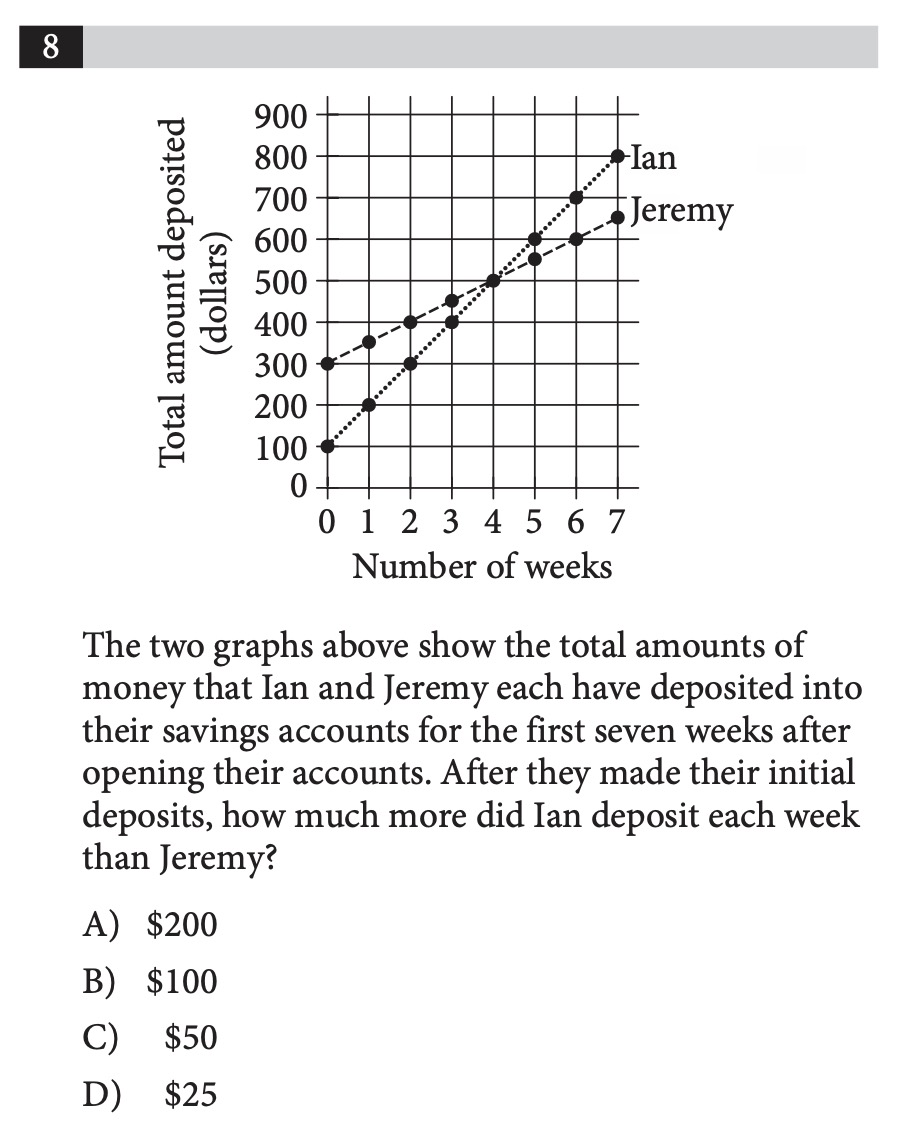 8
Total amount deposited
(dollars)
900
800
700
600
500
400
300
200
100
0
Ian
Jeremy
0 1 2 3 4 5 6 7
Number of weeks
The two graphs above show the total amounts of
money that Ian and Jeremy each have deposited into
their savings accounts for the first seven weeks after
opening their accounts. After they made their initial
deposits, how much more did Ian deposit each week
than Jeremy?
A) $200
B) $100
C) $50
D) $25